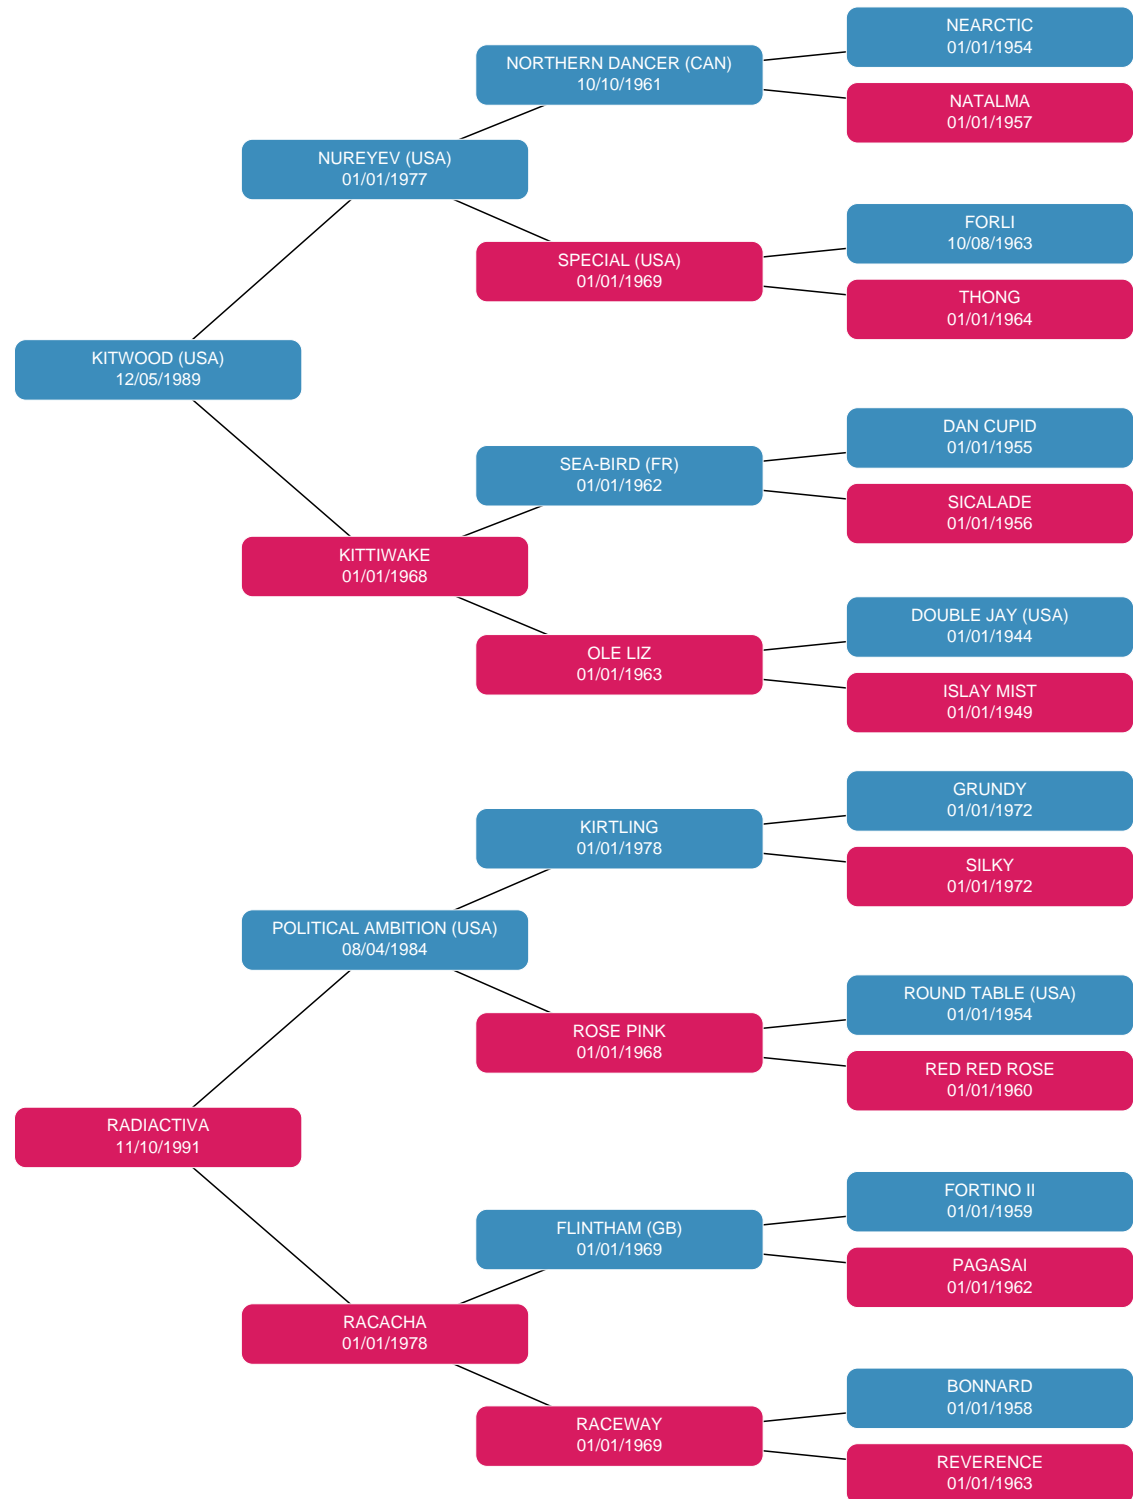 NEARCTIC
01/01/1954
NORTHERN DANCER (CAN)
10/10/1961
NATALMA
01/01/1957
NUREYEV (USA)
01/01/1977
FORLI
10/08/1963
SPECIAL (USA)
01/01/1969
THONG
01/01/1964
KITWOOD (USA)
12/05/1989
DAN CUPID
01/01/1955
SEA-BIRD (FR)
01/01/1962
SICALADE
01/01/1956
KITTIWAKE
01/01/1968
DOUBLE JAY (USA)
01/01/1944
OLE LIZ
01/01/1963
ISLAY MIST
01/01/1949
GRUNDY
01/01/1972
KIRTLING
01/01/1978
SILKY
01/01/1972
POLITICAL AMBITION (USA)
08/04/1984
ROUND TABLE (USA)
01/01/1954
ROSE PINK
01/01/1968
RED RED ROSE
01/01/1960
RADIACTIVA
11/10/1991
FORTINO II
01/01/1959
FLINTHAM (GB)
01/01/1969
PAGASAI
01/01/1962
RACACHA
01/01/1978
BONNARD
01/01/1958
RACEWAY
01/01/1969
REVERENCE
01/01/1963